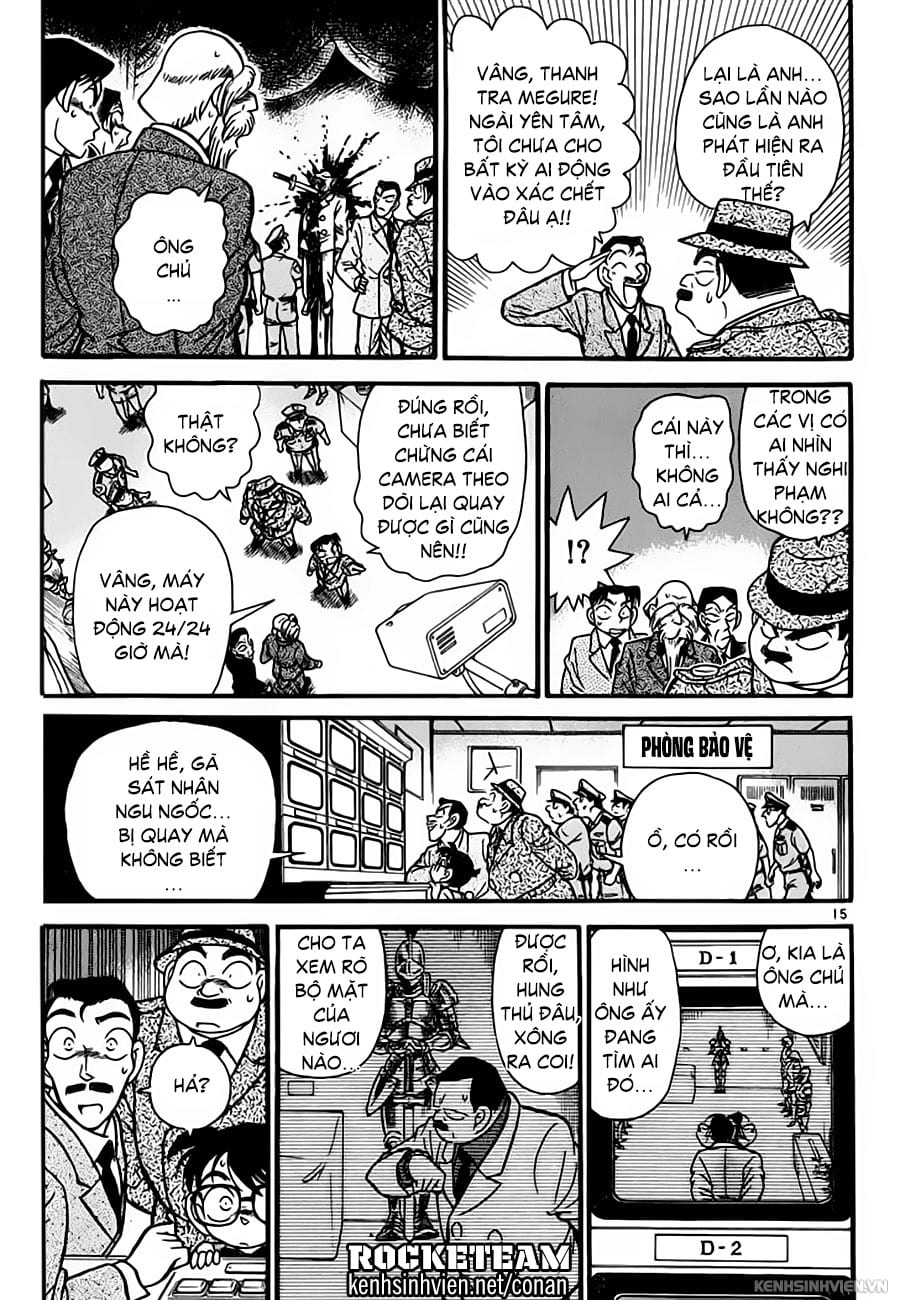 LẠI LÀ ANH...
SAO LẦN NÀO
CŨNG LÀ ANH
PHÁT HIỆN RA
ĐẦU TIÊN
THẾ?
VÂNG, THANH
TRA MEGURE!
NGÀI YÊN TÂM,
TÔI CHƯA CHO
BẤT KỲ AI ĐỘNG
VÀO XÁC CHẾT
ĐÂU Ạ!!
ÔNG
CHỦ
...
TRONG
CÁC VỊ CÓ
AI NHÌN
THẤY NGHI
PHẠM
KHÔNG??
CÁI NÀY
THÌ...
KHÔNG
AI CẢ...
!?
ĐÚNG RỒI,
CHƯA BIẾT
CHỪNG CÁI
CAMERA THEO
DÕI LẠI QUAY
ĐƯỢC GÌ CŨNG
NÊN!!
THẬT
KHÔNG?
VÂNG, MÁY
NÀY HOẠT
ĐỘNG 24/24
GIỜ MÀ!
PHÒNG BẢO VỆ
Ồ, CÓ RỒI
...
HỀ HỀ, GÃ
SÁT NHÂN
NGU NGỐC...
BỊ QUAY MÀ
KHÔNG BIẾT
...
15
D-1
Ơ, KIA LÀ
ÔNG CHỦ
MÀ...
HÌNH
NHƯ
ÔNG ẤY
ĐANG
TÌM AI
ĐÓ...
D-2
ĐƯỢC
RỒI,
HUNG
THỦ ĐÂU,
XÔNG
RA COI!
CHO TA
XEM RÕ
BỘ MẶT
CỦA
NGƯƠI
NÀO...
HẢ?
ROCKETEAM
kenhsinhvien.net/conan
KENHSINHVIEN.VN